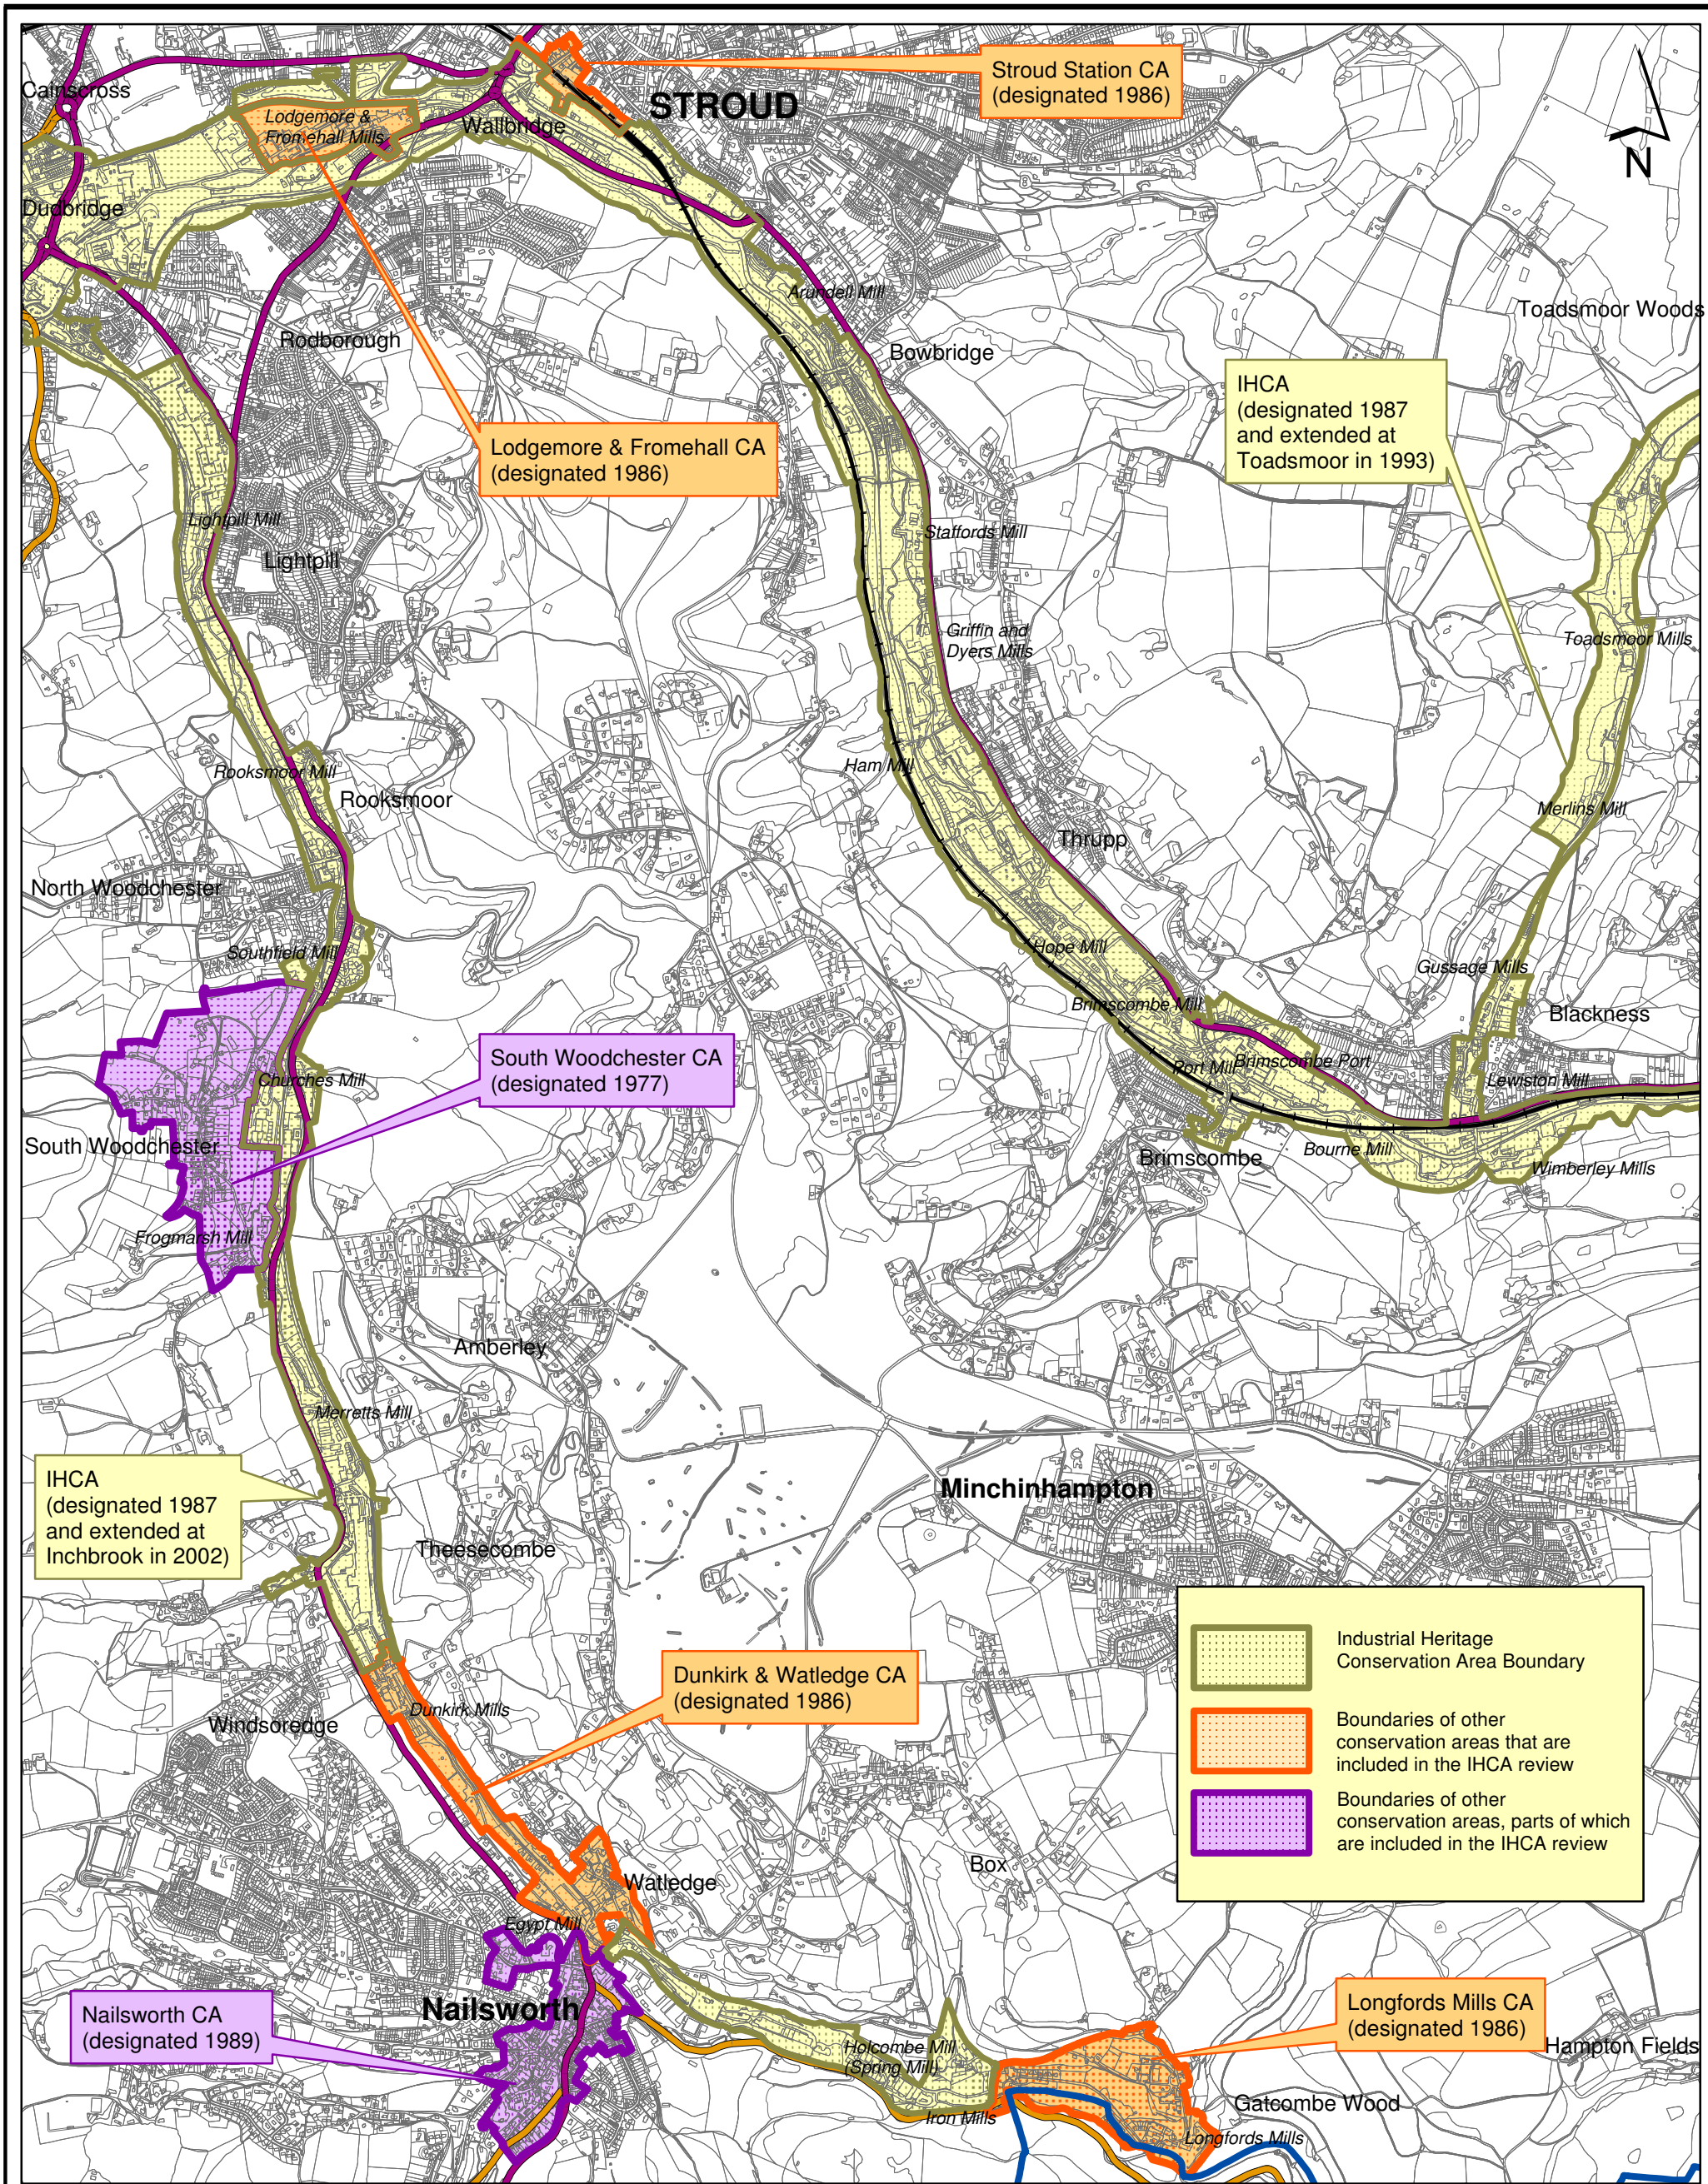 Cainscross
Lodgemore &
Fromehall Mills
Wallbridge
STROUD
Stroud Station CA
(designated 1986)
N
Dudbridge
Arundell Mill
Toadsmoor Woods
Rodborough
Bowbridge
IHCA
(designated 1987
and extended at
Toadsmoor in 1993)
Lodgemore & Fromehall CA
(designated 1986)
Lightpill Mill
Staffords Mill
Lightpill
Griffin and
Dyers Mills
Toadsmoor Mills
Rooksmoor Mill
Ham Mill
Rooksmoor
Merlins Mill
Thrupp
North Woodchester
Southfield Mill
Hope Mill
Gussage Mills
Brimscombe Mill
Blackness
South Woodchester CA
(designated 1977)
Churches Mill
Port Mill
Brimscombe Port
Lewiston Mill
South Woodchester
Brimscombe
Bourne Mill
Wimberley Mills
Frogmarsh Mill
Amberley
Merretts Mill
IHCA
(designated 1987
and extended at
Inchbrook in 2002)
Minchinhampton
Theesecombe
Industrial Heritage
Conservation Area Boundary
Dunkirk & Watledge CA
(designated 1986)
Dunkirk Mills
Windsoredge
Boundaries of other
conservation areas that are
included in the IHCA review
Boundaries of other
conservation areas, parts of which
are included in the IHCA review
Box
Watledge
Egypt Mill
Nailsworth CA
(designated 1989)
Nailsworth
Longfords Mills CA
(designated 1986)
Holcombe Mill
(Spring Mill)
Hampton Fields
Gatcombe Wood
Iron Mills
Longfords Mills